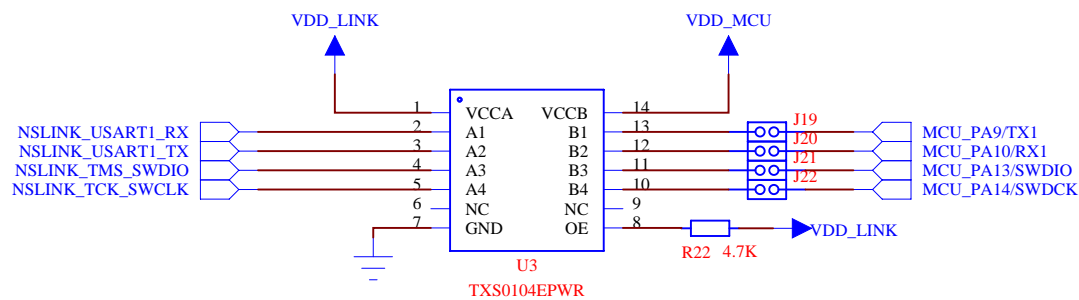 VDD_LINK VDD_MCU
1 VCCA VCCB 14
NSLINK_USART1_RX 2 A1 B1 13 J19 MCU_PA9/TX1
NSLINK_USART1_TX 3 A2 B2 12 J20 MCU_PA10/RX1
NSLINK_TMS_SWDIO 4 A3 B3 11 J21 MCU_PA13/SWDIO
NSLINK_TCK_SWCLK 5 A4 B4 10 J22 MCU_PA14/SWDCK
6 NC NC 9
7 GND OE 8 VDD_LINK
R22 4.7K
U3
TXS0104EPWR